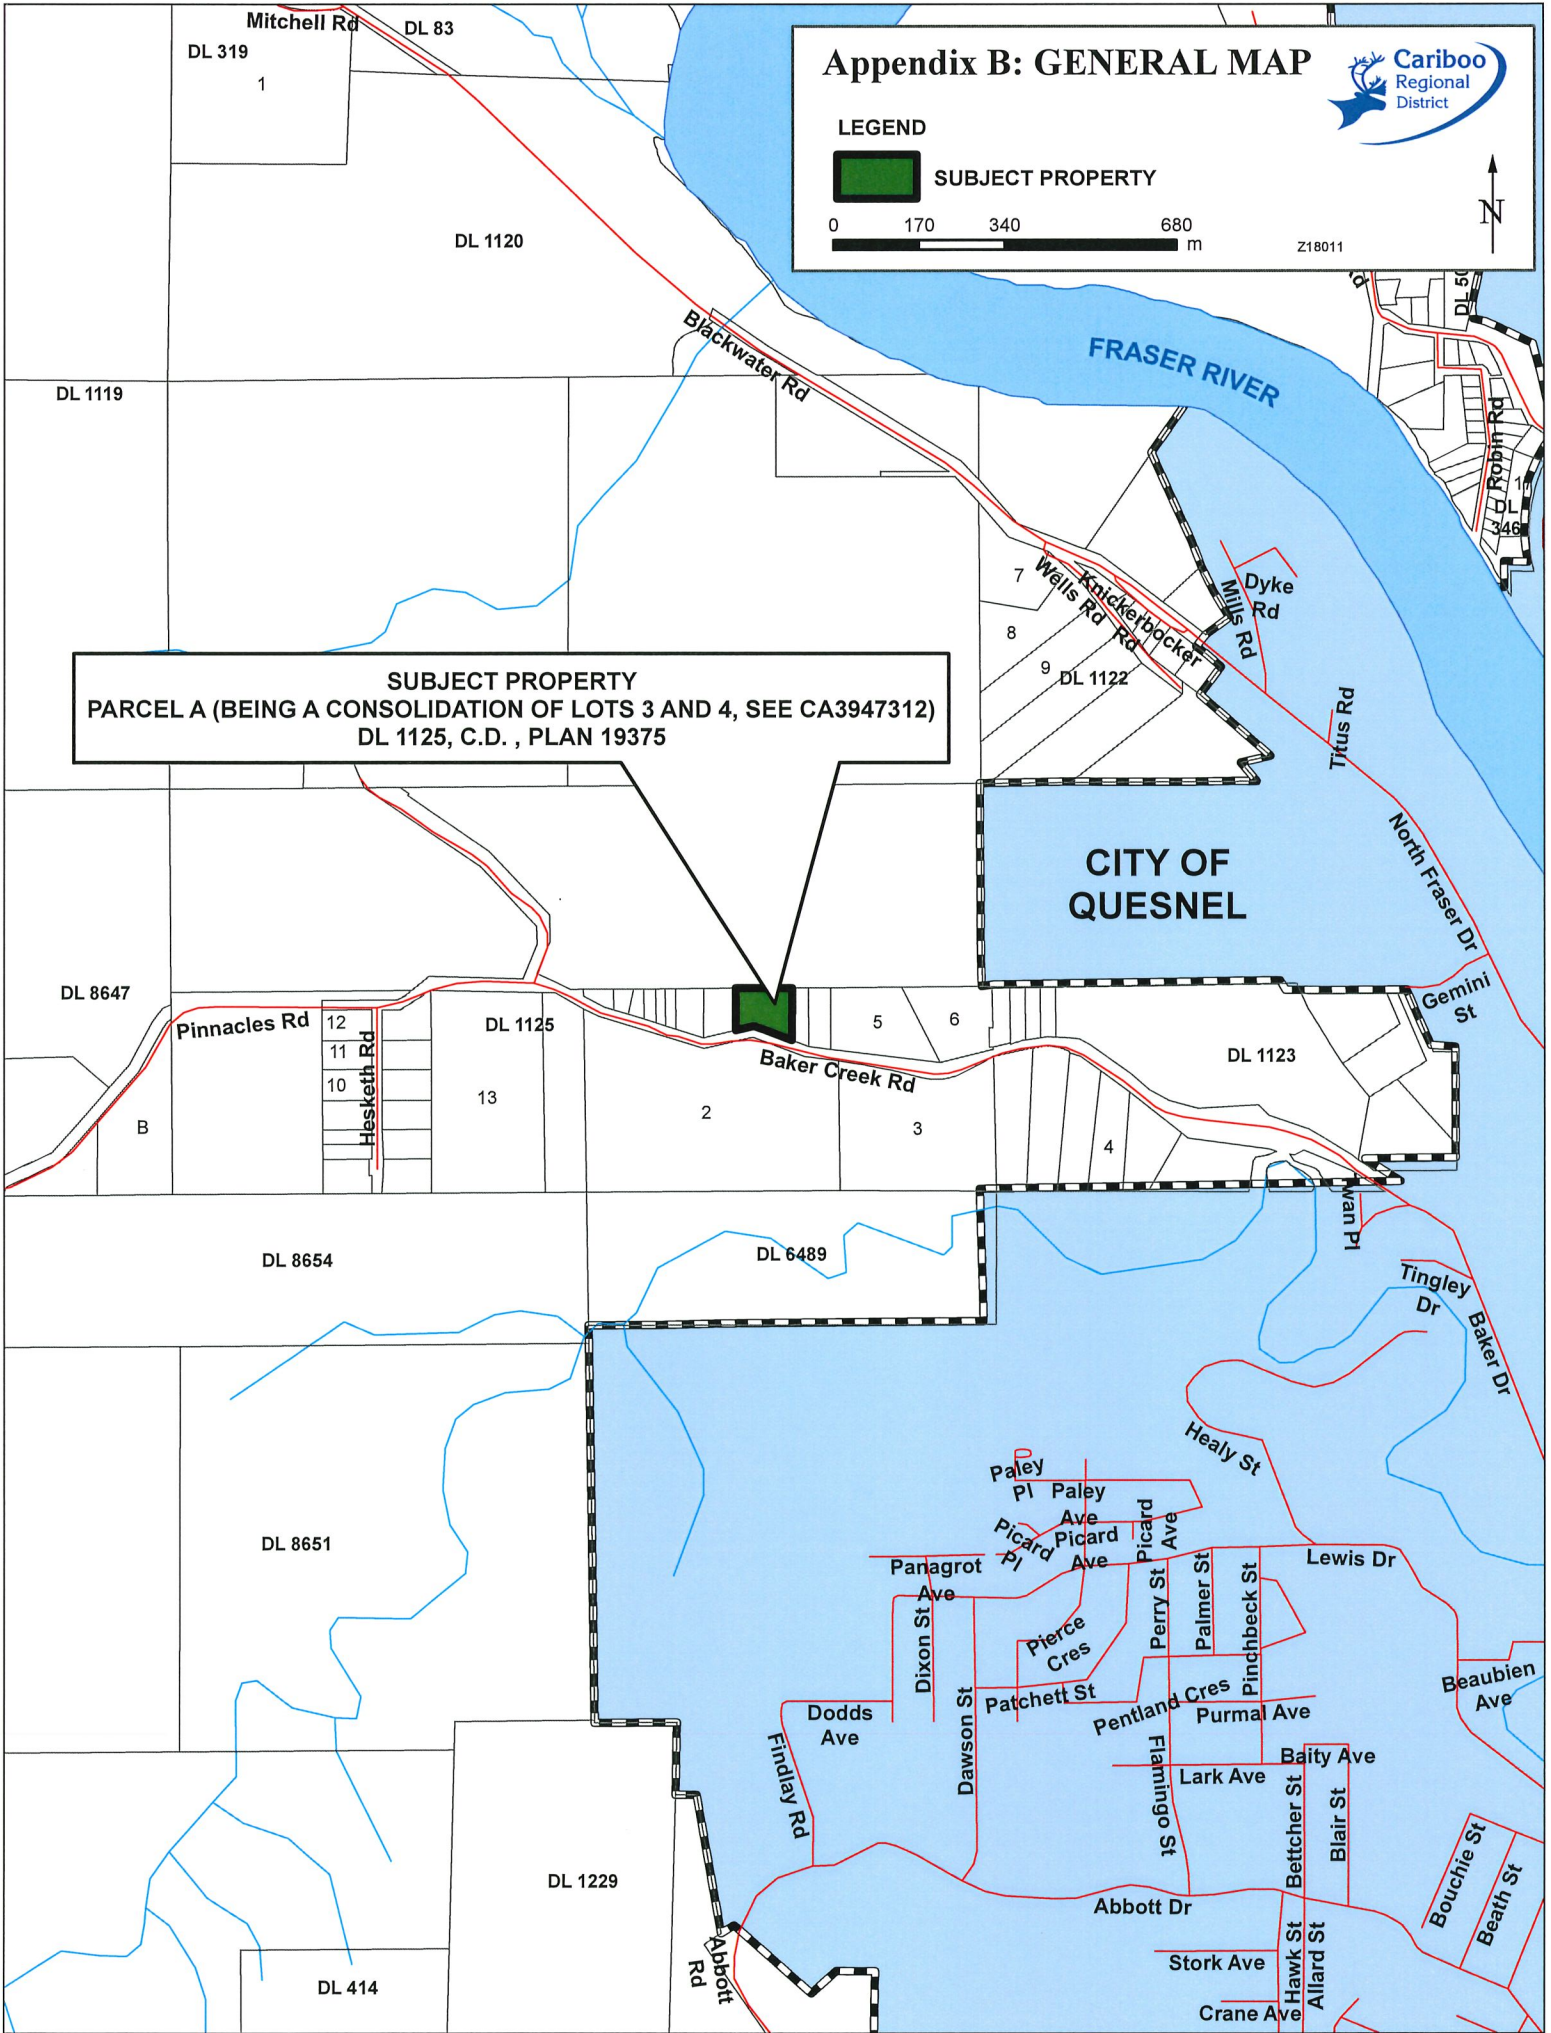 Appendix B: GENERAL MAP
Cariboo
Regional
District
LEGEND
SUBJECT PROPERTY
0 170 340 680 m
Z18011
N
Mitchell Rd
DL 83
DL 319
1
DL 1120
Blackwater Rd
FRASER RIVER
Rd
DL 50
DL 1119
Robin Rd
DL
346
7
Wells Rd
Knickerbocker
Rd
8
9
DL 1122
Mills Rd
Dyke
Rd
Titus Rd
SUBJECT PROPERTY
PARCEL A (BEING A CONSOLIDATION OF LOTS 3 AND 4, SEE CA3947312)
DL 1125, C.D. , PLAN 19375
CITY OF
QUESNEL
North Fraser Dr
Gemini
St
DL 8647
Pinnacles Rd
12
11
10
Hesketh Rd
DL 1125
5
6
Baker Creek Rd
DL 1123
B
13
2
3
4
wan Pl
DL 8654
DL 6489
Tingley
Dr
Baker Dr
Healy St
Paley
Pl
Paley
Ave
Picard
Pl
Picard
Ave
Picard
Ave
DL 8651
Panagrot
Ave
Lewis Dr
Dixon St
Pierce
Cres
Perry St
Palmer St
Pinchbeck St
Beaubien
Ave
Dodds
Ave
Dawson St
Patchett St
Pentland Cres
Purmal Ave
Findlay Rd
Flamingo St
Baity Ave
Lark Ave
Bettcher St
Blair St
Bouchie St
Beath St
DL 1229
Abbott Dr
Abbott
Rd
Stork Ave
Hawk St
Allard St
DL 414
Crane Ave